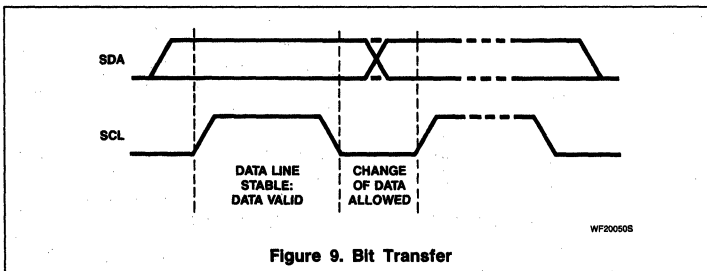 SDA
SCL
DATA LINE
STABLE:
DATA VALID
CHANGE
OF DATA
ALLOWED
WF20050S
Figure 9. Bit Transfer